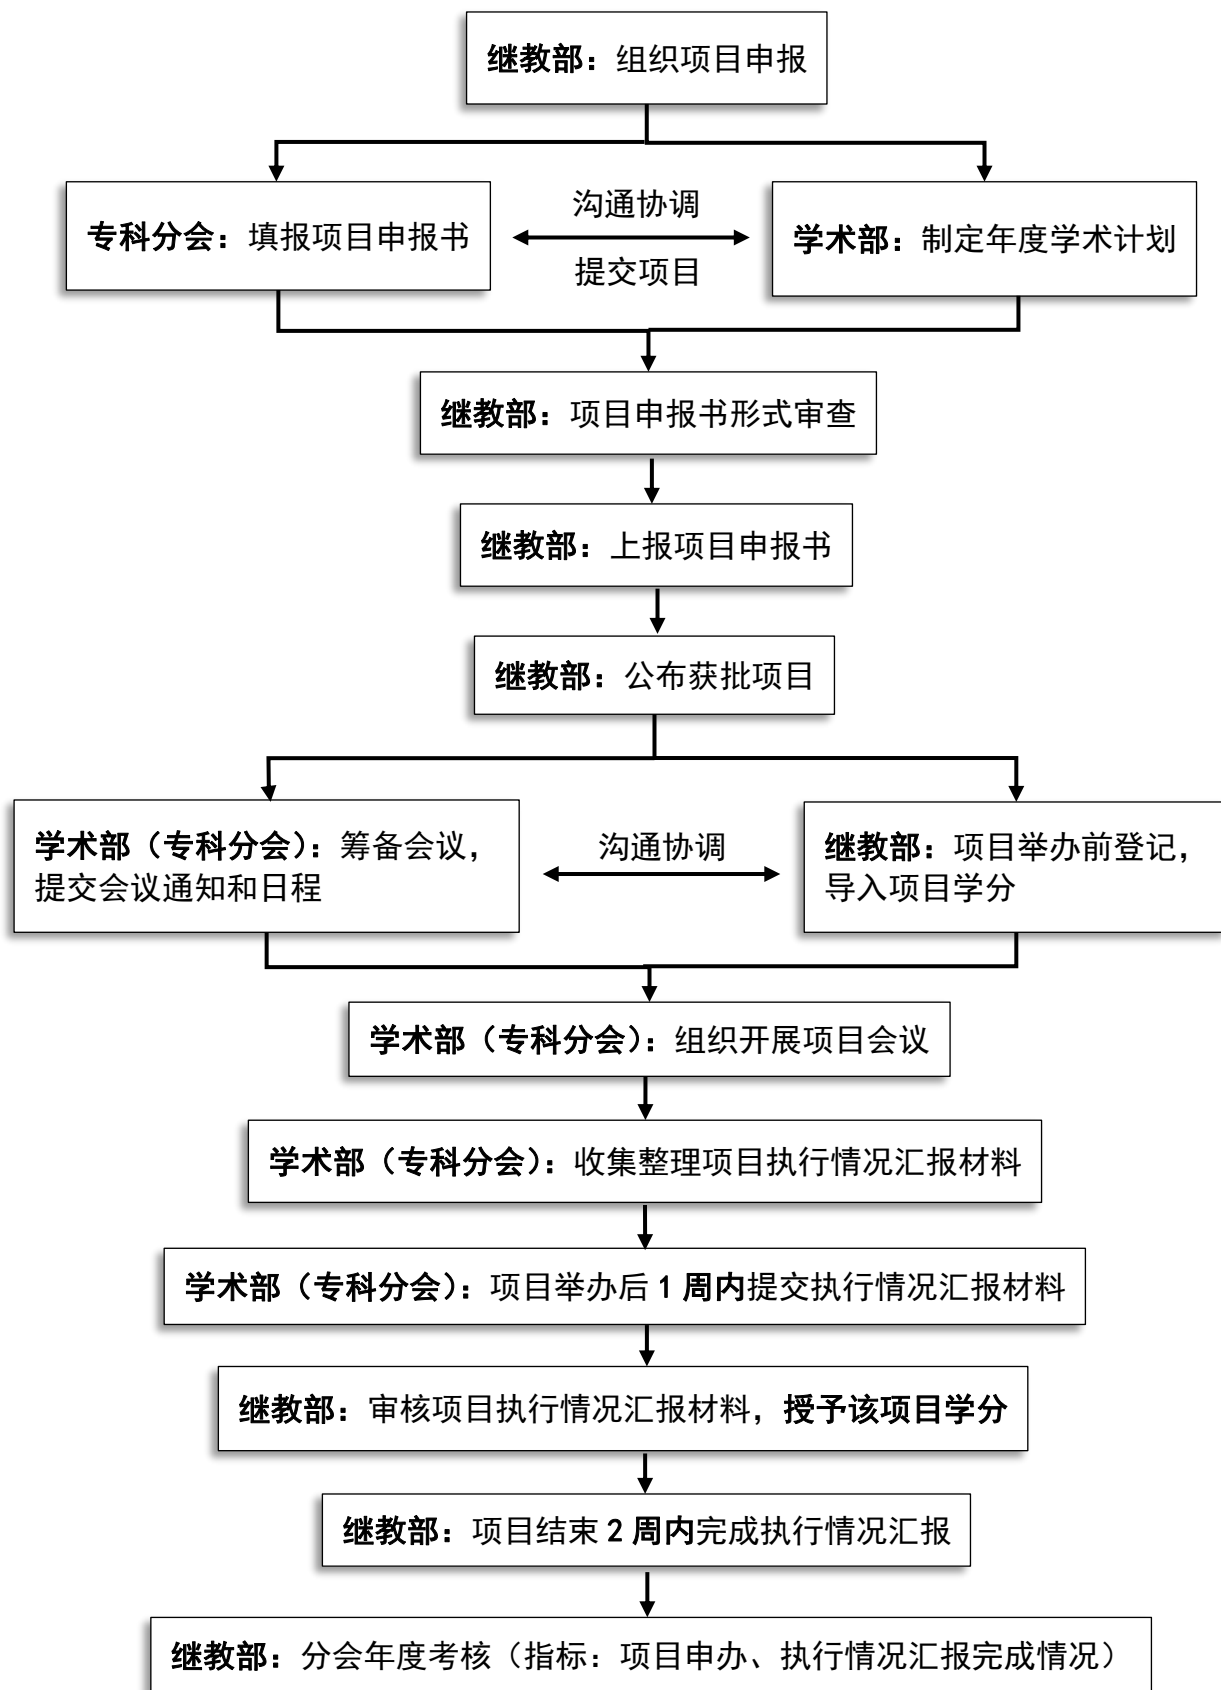 继教部：组织项目申报
专科分会：填报项目申报书
沟通协调
提交项目
学术部：制定年度学术计划
继教部：项目申报书形式审查
继教部：上报项目申报书
继教部：公布获批项目
学术部（专科分会）：筹备会议，
提交会议通知和日程
沟通协调
继教部：项目举办前登记，
导入项目学分
学术部（专科分会）：组织开展项目会议
学术部（专科分会）：收集整理项目执行情况汇报材料
学术部（专科分会）：项目举办后 1 周内提交执行情况汇报材料
继教部：审核项目执行情况汇报材料，授予该项目学分
继教部：项目结束 2 周内完成执行情况汇报
继教部：分会年度考核（指标：项目申办、执行情况汇报完成情况）